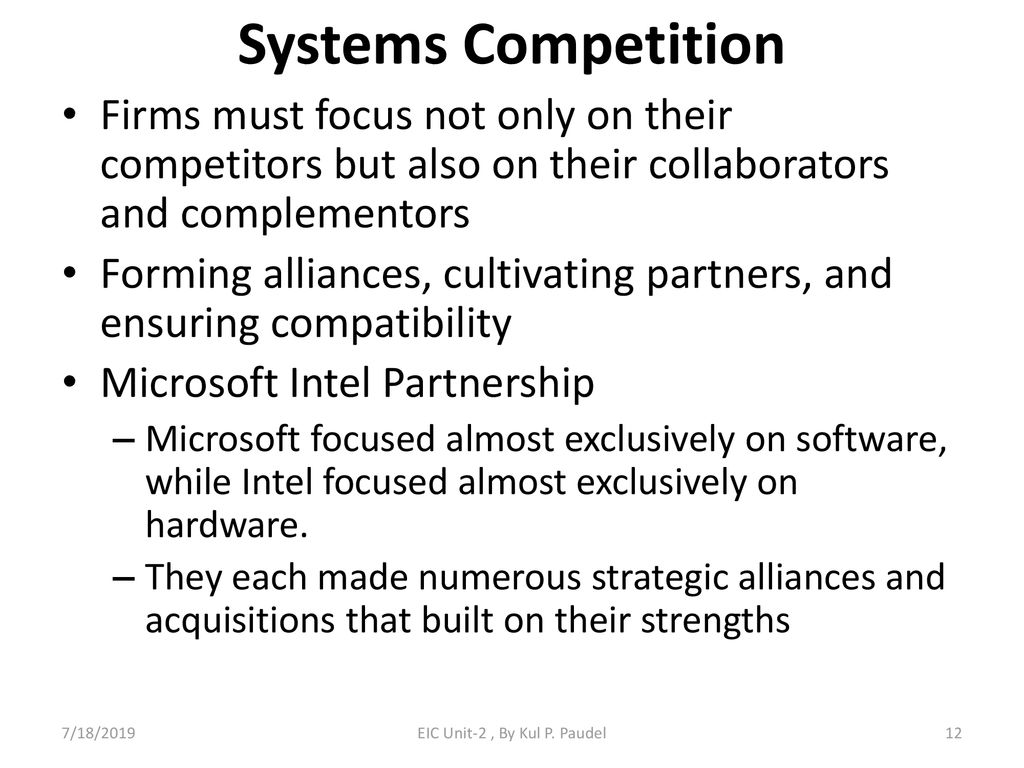 Systems Competition
• Firms must focus not only on their
competitors but also on their collaborators
and complementors
• Forming alliances, cultivating partners, and
ensuring compatibility
• Microsoft Intel Partnership
– Microsoft focused almost exclusively on software,
while Intel focused almost exclusively on
hardware.
– They each made numerous strategic alliances and
acquisitions that built on their strengths
7/18/2019
EIC Unit-2 , By Kul P. Paudel
12